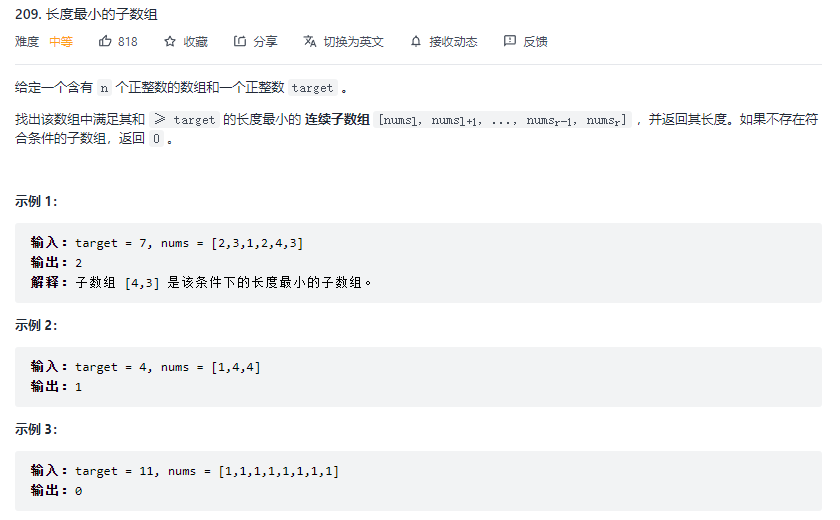 209. 长度最小的子数组
难度 中等 818 收藏 分享 切换为英文 接收动态 反馈
给定一个含有 n 个正整数的数组和一个正整数 target 。
找出该数组中满足其和 ≥ target 的长度最小的 连续子数组 [numsl, numsl+1, ..., numsr-1, numsr] ，并返回其长度。如果不存在符
合条件的子数组，返回 0 。
示例 1：
输入：target = 7, nums = [2,3,1,2,4,3]
输出：2
解释：子数组 [4,3] 是该条件下的长度最小的子数组。
示例 2：
输入：target = 4, nums = [1,4,4]
输出：1
示例 3：
输入：target = 11, nums = [1,1,1,1,1,1,1,1]
输出：0